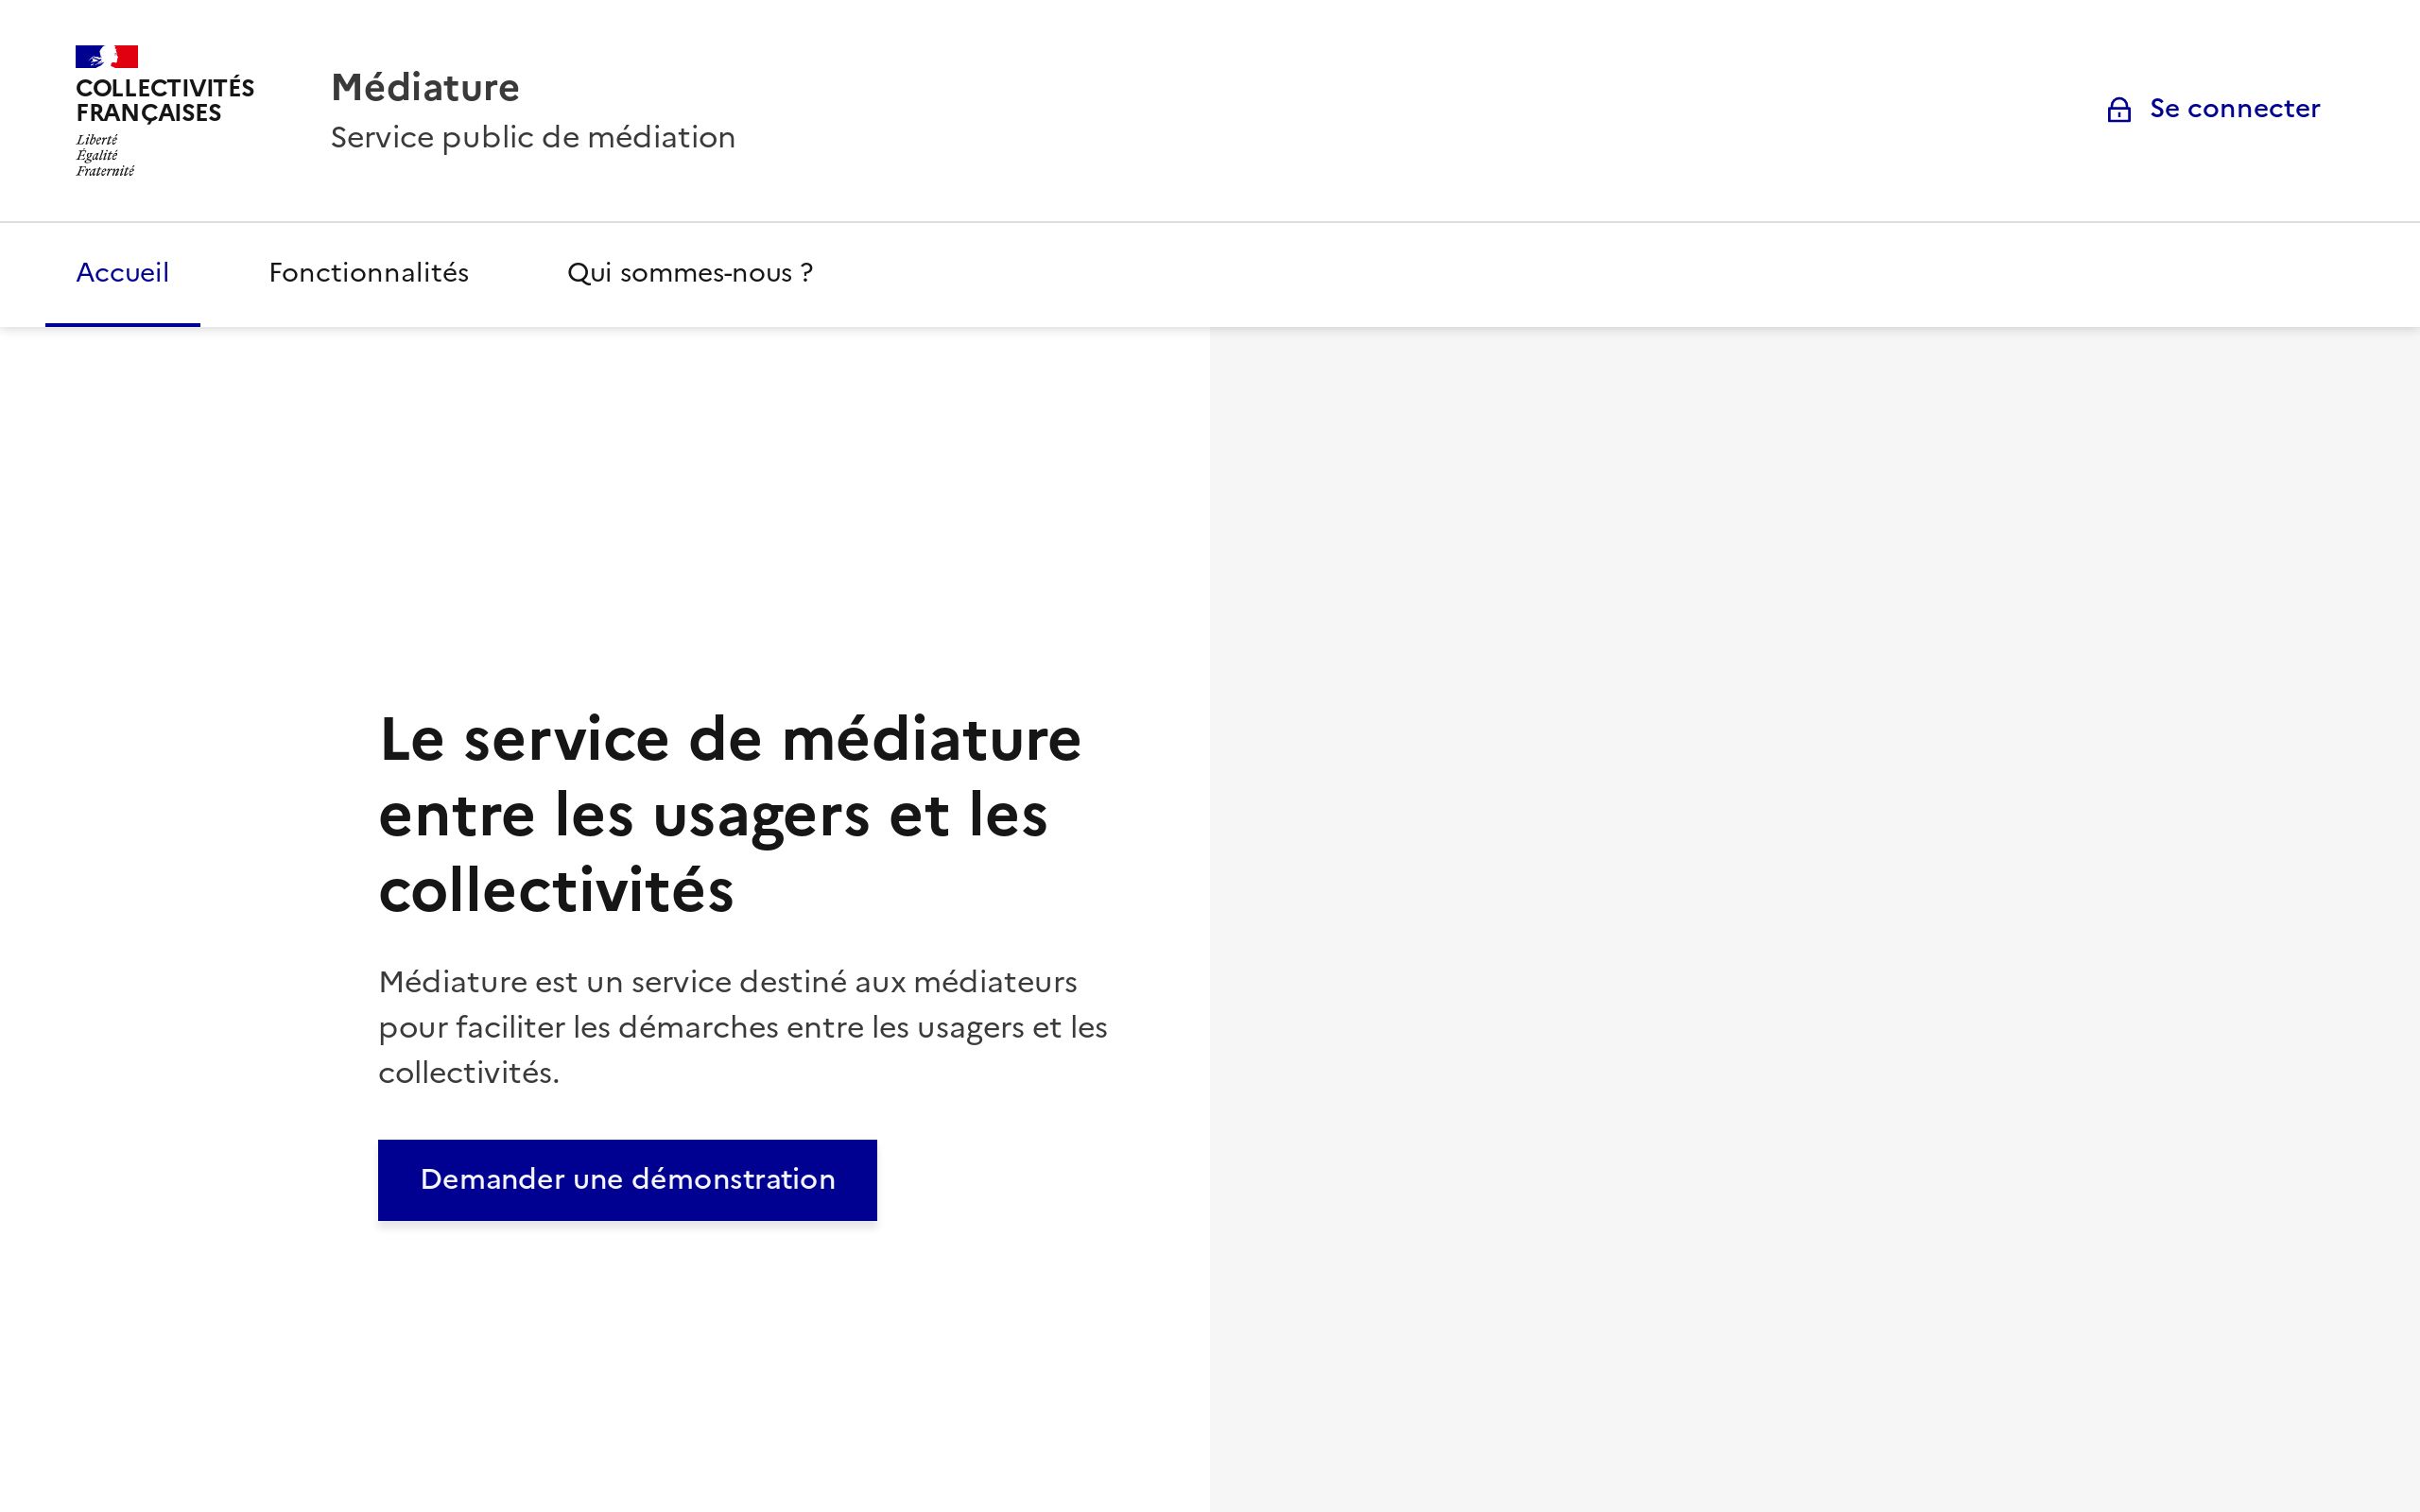 COLLECTIVITÉS
FRANÇAISES
Liberté
Égalité
Fraternité
Médiature
Service public de médiation
Se connecter
Accueil
Fonctionnalités
Qui sommes-nous ?
Le service de médiature
entre les usagers et les
collectivités
Médiature est un service destiné aux médiateurs
pour faciliter les démarches entre les usagers et les
collectivités.
Demander une démonstration